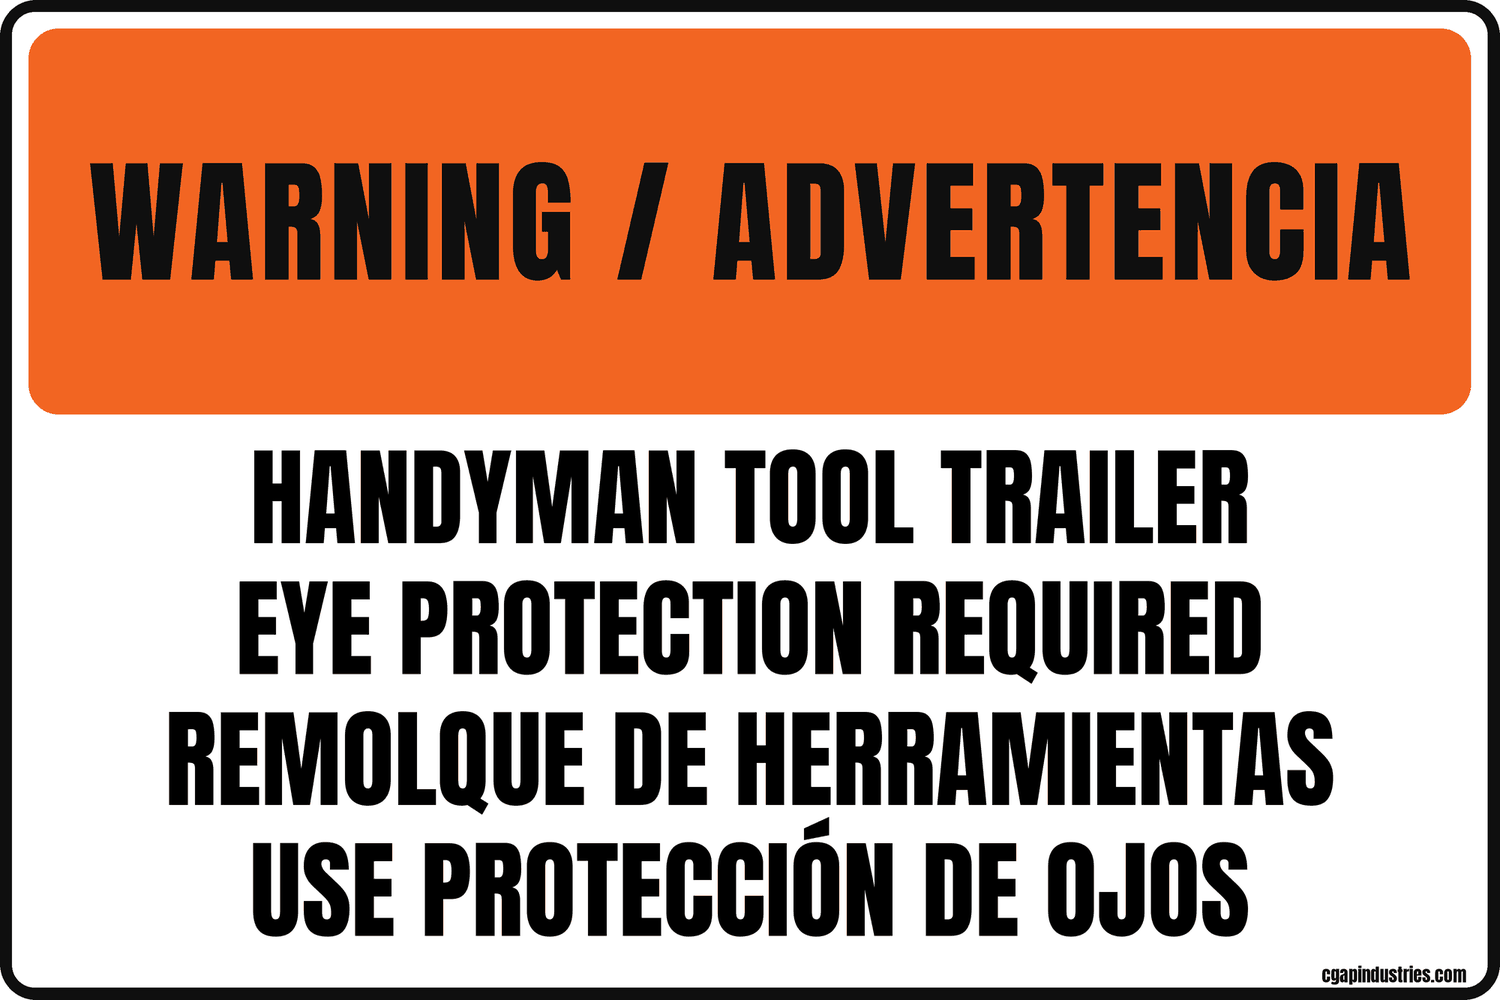 WARNING / ADVERTENCIA
HANDYMAN TOOL TRAILER
EYE PROTECTION REQUIRED
REMOLQUE DE HERRAMIENTAS
USE PROTECCIÓN DE OJOS
cgapindustries.com